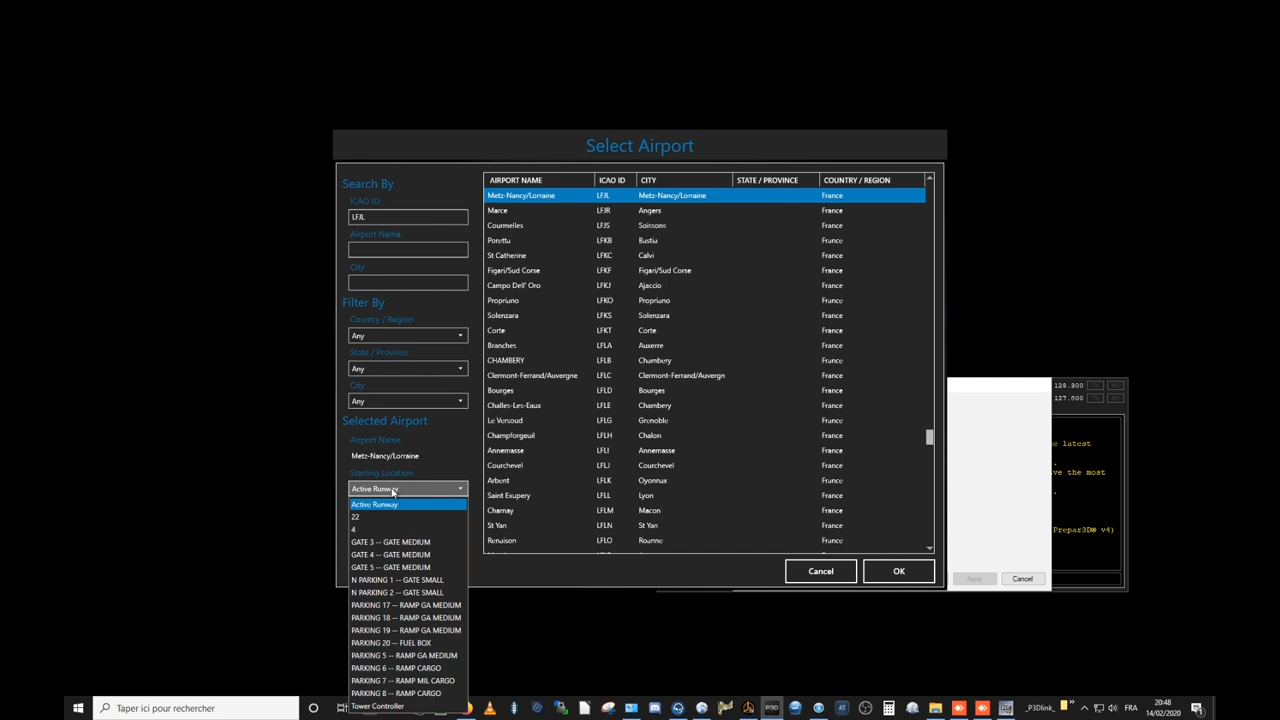 Select Airport
Search By
ICAO ID
LFJL
Airport Name
City
Filter By
Country / Region
Any
State / Province
Any
City
Any
Selected Airport
Airport Name
Metz-Nancy/Lorraine
Starting Location
Active Runway
Active Runway
22
4
GATE 3 -- GATE MEDIUM
GATE 4 -- GATE MEDIUM
GATE 5 -- GATE MEDIUM
N PARKING 1 -- GATE SMALL
N PARKING 2 -- GATE SMALL
PARKING 17 -- RAMP GA MEDIUM
PARKING 18 -- RAMP GA MEDIUM
PARKING 19 -- RAMP GA MEDIUM
PARKING 20 -- FUEL BOX
PARKING 5 -- RAMP GA MEDIUM
PARKING 6 -- RAMP CARGO
PARKING 7 -- RAMP MIL CARGO
PARKING 8 -- RAMP CARGO
Tower Controller
AIRPORT NAME ICAO ID CITY STATE / PROVINCE COUNTRY / REGION
Metz-Nancy/Lorraine LFJL Metz-Nancy/Lorraine France
Marce LFJR Angers France
Courmelles LFJS Soissons France
Poretta LFKB Bastia France
St Catherine LFKC Calvi France
Figari/Sud Corse LFKF Figari/Sud Corse France
Campo Dell' Oro LFKJ Ajaccio France
Propriano LFKO Propriano France
Solenzara LFKS Solenzara France
Corte LFKT Corte France
Branches LFLA Auxerre France
CHAMBERY LFLB Chambery France
Clermont-Ferrand/Auvergne LFLC Clermont-Ferrand/Auvergn France
Bourges LFLD Bourges France
Challes-Les-Eaux LFLE Chambery France
Le Versoud LFLG Grenoble France
Champforgeuil LFLH Chalon France
Annemasse LFLI Annemasse France
Courchevel LFLJ Courchevel France
Arbent LFLK Oyonnax France
Saint Exupery LFLL Lyon France
Charnay LFLM Macon France
St Yan LFLN St Yan France
Renaison LFLO Roanne France
Cancel OK
128.300
127.800
he latest
.
ve the most
.
Prepar3D® v4)
Apply Cancel
Taper ici pour rechercher
P3D
_P3Dlink_
FRA
20:48
14/02/2020